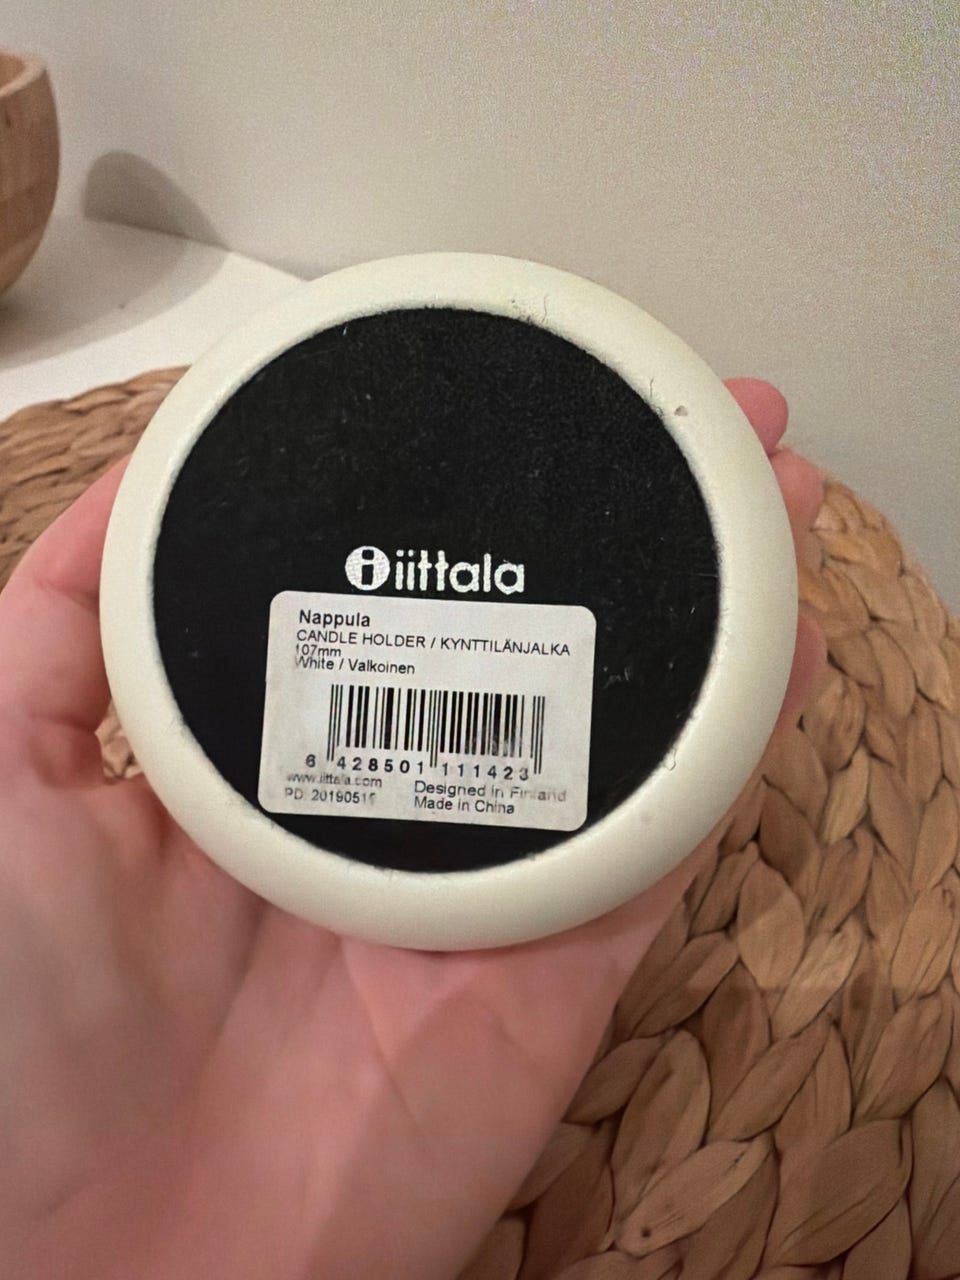 iittala
Nappula
CANDLE HOLDER / KYNTTILÄNJALKA
107mm
White / Valkoinen
6 428501 111423
www.iittala.com
Designed in Finland
PD:
Made in China